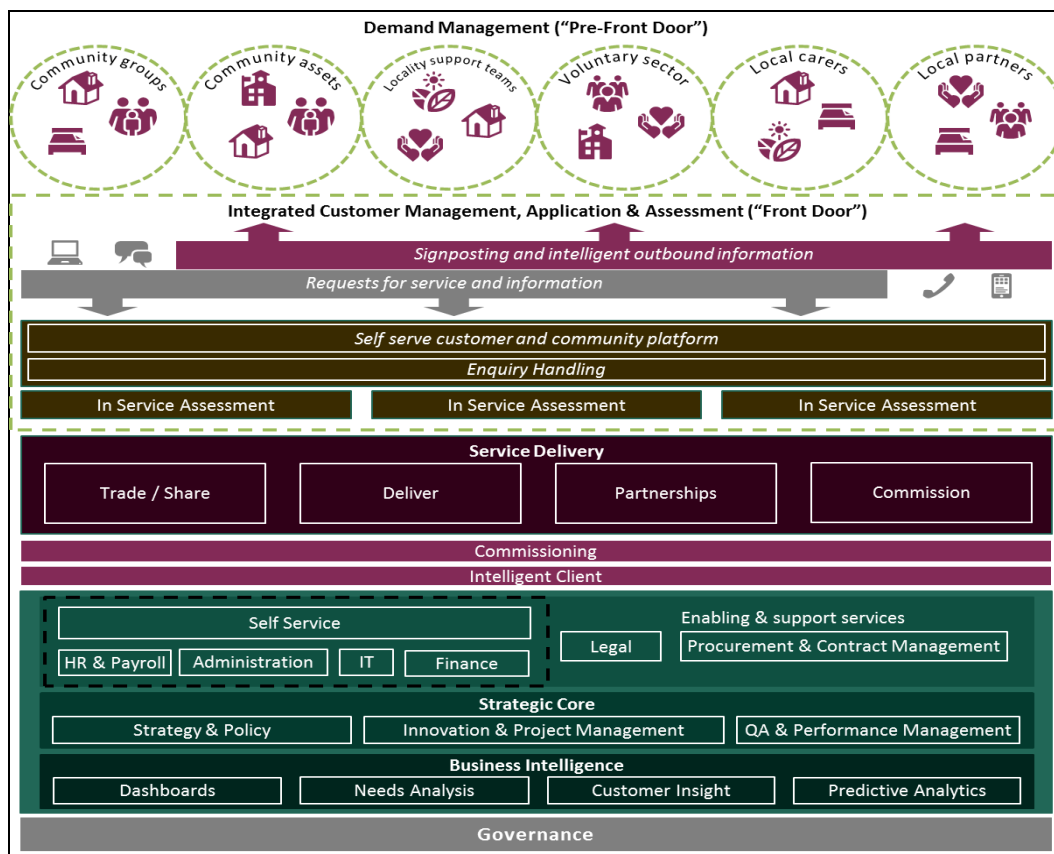 Demand Management (“Pre-Front Door”)
Community groups
Community assets
Locality support teams
Voluntary sector
Local carers
Local partners
Integrated Customer Management, Application & Assessment (“Front Door”)
Signposting and intelligent outbound information
Requests for service and information
Self serve customer and community platform
Enquiry Handling
In Service Assessment
In Service Assessment
In Service Assessment
Service Delivery
Trade / Share
Deliver
Partnerships
Commission
Commissioning
Intelligent Client
Self Service
HR & Payroll
Administration
IT
Finance
Enabling & support services
Legal
Procurement & Contract Management
Strategic Core
Strategy & Policy
Innovation & Project Management
QA & Performance Management
Business Intelligence
Dashboards
Needs Analysis
Customer Insight
Predictive Analytics
Governance